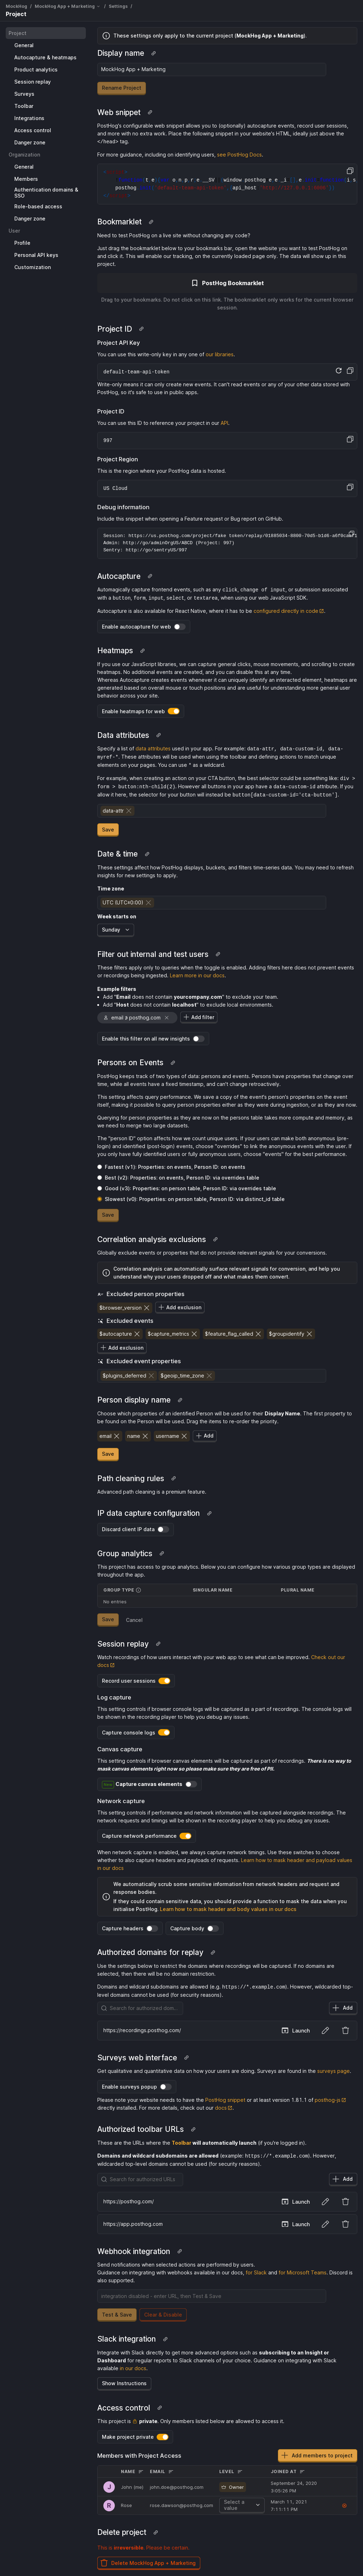 MockHog / MockHog App + Marketing / Settings /
Project
Project
General
Autocapture & heatmaps
Product analytics
Session replay
Surveys
Toolbar
Integrations
Access control
Danger zone
Organization
General
Members
Authentication domains &
SSO
Role-based access
Danger zone
User
Profile
Personal API keys
Customization
These settings only apply to the current project (MockHog App + Marketing).
Display name
MockHog App + Marketing
Rename Project
Web snippet
PostHog's configurable web snippet allows you to (optionally) autocapture events, record user sessions, and more with no extra work. Place the following snippet in your website's HTML, ideally just above the
</head> tag.
For more guidance, including on identifying users, see PostHog Docs.
Bookmarklet
Need to test PostHog on a live site without changing any code?
Just drag the bookmarklet below to your bookmarks bar, open the website you want to test PostHog on
and click it. This will enable our tracking, on the currently loaded page only. The data will show up in this
project.
PostHog Bookmarklet
Drag to your bookmarks. Do not click on this link. The bookmarklet only works for the current browser
session.
Project ID
Project API Key
You can use this write-only key in any one of our libraries.
default-team-api-token
Write-only means it can only create new events. It can't read events or any of your other data stored with
PostHog, so it's safe to use in public apps.
Project ID
You can use this ID to reference your project in our API.
997
Project Region
This is the region where your PostHog data is hosted.
US Cloud
Debug information
Include this snippet when opening a Feature request or Bug report on GitHub.
Admin: http://go/adminOrgUS/ABCD (Project: 997)
Sentry: http://go/sentryUS/997
Autocapture
Automagically capture frontend events, such as any click, change of input, or submission associated
with a button, form, input, select, or textarea, when using our web JavaScript SDK.
Autocapture is also available for React Native, where it has to be configured directly in code.
Enable autocapture for web
Heatmaps
If you use our JavaScript libraries, we can capture general clicks, mouse movements, and scrolling to create
heatmaps. No additional events are created, and you can disable this at any time.
Whereas Autocapture creates events whenever it can uniquely identify an interacted element, heatmaps are
generated based on overall mouse or touch positions and are useful for understanding more general user
behavior across your site.
Enable heatmaps for web
Data attributes
Specify a list of data attributes used in your app. For example: data-attr, data-custom-id, data-
myref-*. These attributes will be used when using the toolbar and defining actions to match unique
elements on your pages. You can use * as a wildcard.
For example, when creating an action on your CTA button, the best selector could be something like: div >
form > button:nth-child(2). However all buttons in your app have a data-custom-id attribute. If you
whitelist it here, the selector for your button will instead be button[data-custom-id='cta-button'].
data-attr
Save
Date & time
These settings affect how PostHog displays, buckets, and filters time-series data. You may need to refresh
insights for new settings to apply.
Time zone
UTC (UTC±0:00)
Week starts on
Sunday
Filter out internal and test users
These filters apply only to queries when the toggle is enabled. Adding filters here does not prevent events
or recordings being ingested. Learn more in our docs.
Example filters
Add "Email does not contain yourcompany.com" to exclude your team.
Add "Host does not contain localhost" to exclude local environments.
email ∌ posthog.com
Add filter
Enable this filter on all new insights
Persons on Events
PostHog keeps track of two types of data: persons and events. Persons have properties that change over
time, while all events have a fixed timestamp, and can't change retroactively.
This setting affects query performance. We save a copy of the event's person's properties on the event
itself, making it possible to query person properties either as they were during ingestion, or as they are now.
Querying for person properties as they are now on the persons table takes more compute and memory, as
we need to merge two large datasets.
The "person ID" option affects how we count unique users. If your users can make both anonymous (pre-
login) and identified (post-login) events, choose "overrides" to link the anonymous events to the user. If
you have only identified users or fully anonymous users, choose "events" for the best performance.
Fastest (v1): Properties: on events, Person ID: on events
Best (v2): Properties: on events, Person ID: via overrides table
Good (v3): Properties: on person table, Person ID: via overrides table
Slowest (v0): Properties: on person table, Person ID: via distinct_id table
Save
Correlation analysis exclusions
Globally exclude events or properties that do not provide relevant signals for your conversions.
Correlation analysis can automatically surface relevant signals for conversion, and help you
understand why your users dropped off and what makes them convert.
Excluded person properties
$browser_version
Add exclusion
Excluded events
$autocapture
$capture_metrics
$feature_flag_called
$groupidentify
Add exclusion
Excluded event properties
$plugins_deferred
$geoip_time_zone
Person display name
Choose which properties of an identified Person will be used for their Display Name. The first property to
be found on the Person will be used. Drag the items to re-order the priority.
email
name
username
Add
Save
Path cleaning rules
Advanced path cleaning is a premium feature.
IP data capture configuration
Discard client IP data
Group analytics
This project has access to group analytics. Below you can configure how various group types are displayed
throughout the app.
GROUP TYPE
SINGULAR NAME
PLURAL NAME
No entries
Save
Cancel
Session replay
Watch recordings of how users interact with your web app to see what can be improved. Check out our
docs
Record user sessions
Log capture
This setting controls if browser console logs will be captured as a part of recordings. The console logs will
be shown in the recording player to help you debug any issues.
Capture console logs
Canvas capture
This setting controls if browser canvas elements will be captured as part of recordings. There is no way to
mask canvas elements right now so please make sure they are free of PII.
Capture canvas elements
Network capture
This setting controls if performance and network information will be captured alongside recordings. The
network requests and timings will be shown in the recording player to help you debug any issues.
Capture network performance
When network capture is enabled, we always capture network timings. Use these switches to choose
whether to also capture headers and payloads of requests. Learn how to mask header and payload values
in our docs
We automatically scrub some sensitive information from network headers and request and
response bodies.
If they could contain sensitive data, you should provide a function to mask the data when you
initialise PostHog. Learn how to mask header and body values in our docs
Capture headers
Capture body
Authorized domains for replay
Use the settings below to restrict the domains where recordings will be captured. If no domains are
selected, then there will be no domain restriction.
Domains and wildcard subdomains are allowed (e.g. https://*.example.com). However, wildcarded top-
level domains cannot be used (for security reasons).
Search for authorized dom...
Add
https://recordings.posthog.com/
Launch
Surveys web interface
Get qualitative and quantitative data on how your users are doing. Surveys are found in the surveys page.
Enable surveys popup
Please note your website needs to have the PostHog snippet or at least version 1.81.1 of posthog-js
directly installed. For more details, check out our docs.
Authorized toolbar URLs
These are the URLs where the Toolbar will automatically launch (if you're logged in).
Domains and wildcard subdomains are allowed (example: https://*.example.com). However,
wildcarded top-level domains cannot be used (for security reasons).
Search for authorized URLs
Add
https://posthog.com/
Launch
https://app.posthog.com
Launch
Webhook integration
Send notifications when selected actions are performed by users.
Guidance on integrating with webhooks available in our docs, for Slack and for Microsoft Teams. Discord is
also supported.
integration disabled - enter URL, then Test & Save
Test & Save
Clear & Disable
Slack integration
Integrate with Slack directly to get more advanced options such as subscribing to an Insight or
Dashboard for regular reports to Slack channels of your choice. Guidance on integrating with Slack
available in our docs.
Show Instructions
Access control
This project is private. Only members listed below are allowed to access it.
Make project private
Members with Project Access
Add members to project
NAME
EMAIL
LEVEL
JOINED AT
J
John (me)
john.doe@posthog.com
Owner
September 24, 2020
3:05:26 PM
R
Rose
rose.dawson@posthog.com
Select a
value
March 11, 2021
7:11:11 PM
Delete project
This is irreversible. Please be certain.
Delete MockHog App + Marketing